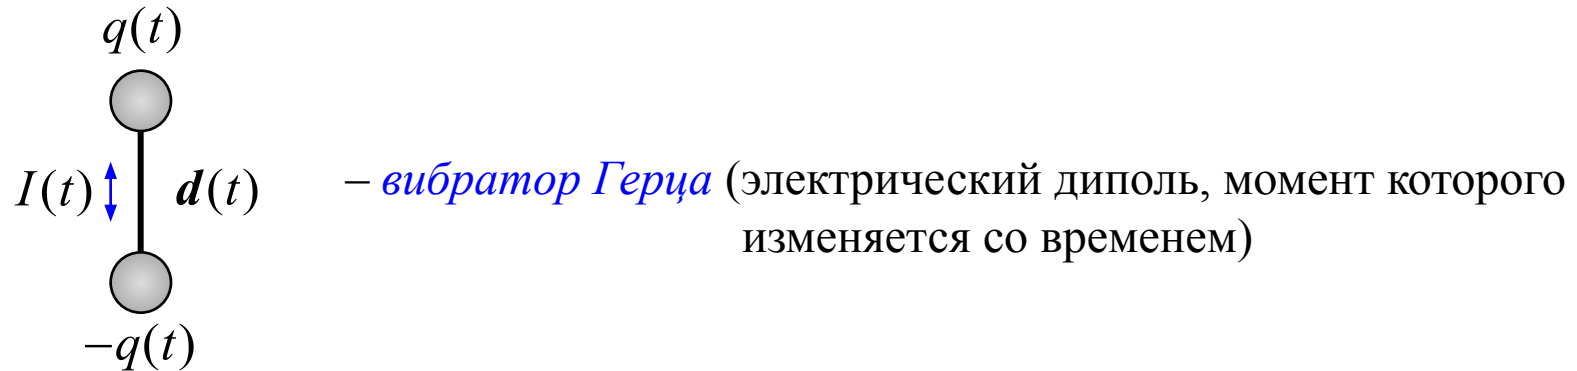 q(t)
I(t) d(t)
– вибратор Герца (электрический диполь, момент которого
изменяется со временем)
−q(t)